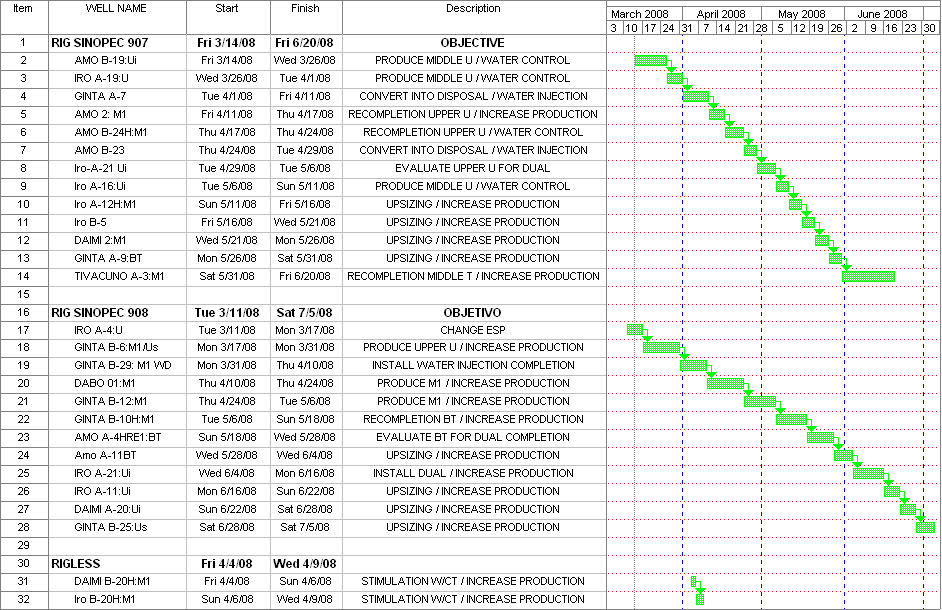 Item WELL NAME Start Finish Description March 2008 April 2008 May 2008 June 2008
3 10 17 24 31 7 14 21 28 5 12 19 26 2 9 16 23 30
1 RIG SINOPEC 907 Fri 3/14/08 Fri 6/20/08 OBJECTIVE
2 AMO B-19:Ui Fri 3/14/08 Wed 3/26/08 PRODUCE MIDDLE U / WATER CONTROL
3 IRO A-19:U Wed 3/26/08 Tue 4/1/08 PRODUCE MIDDLE U / WATER CONTROL
4 GINTA A-7 Tue 4/1/08 Fri 4/11/08 CONVERT INTO DISPOSAL / WATER INJECTION
5 AMO 2: M1 Fri 4/11/08 Thu 4/17/08 RECOMPLETION UPPER U / INCREASE PRODUCTION
6 AMO B-24H:M1 Thu 4/17/08 Thu 4/24/08 RECOMPLETION UPPER U / WATER CONTROL
7 AMO B-23 Thu 4/24/08 Tue 4/29/08 CONVERT INTO DISPOSAL / WATER INJECTION
8 Iro-A-21 Ui Tue 4/29/08 Tue 5/6/08 EVALUATE UPPER U FOR DUAL
9 Iro A-16:Ui Tue 5/6/08 Sun 5/11/08 PRODUCE MIDDLE U / WATER CONTROL
10 Iro A-12H:M1 Sun 5/11/08 Fri 5/16/08 UPSIZING / INCREASE PRODUCTION
11 Iro B-5 Fri 5/16/08 Wed 5/21/08 UPSIZING / INCREASE PRODUCTION
12 DAIMI 2:M1 Wed 5/21/08 Mon 5/26/08 UPSIZING / INCREASE PRODUCTION
13 GINTA A-9:BT Mon 5/26/08 Sat 5/31/08 UPSIZING / INCREASE PRODUCTION
14 TIVACUNO A-3:M1 Sat 5/31/08 Fri 6/20/08 RECOMPLETION MIDDLE T / INCREASE PRODUCTION
15
16 RIG SINOPEC 908 Tue 3/11/08 Sat 7/5/08 OBJETIVO
17 IRO A-4:U Tue 3/11/08 Mon 3/17/08 CHANGE ESP
18 GINTA B-6:M1/Us Mon 3/17/08 Mon 3/31/08 PRODUCE UPPER U / INCREASE PRODUCTION
19 GINTA B-29: M1 WD Mon 3/31/08 Thu 4/10/08 INSTALL WATER INJECTION COMPLETION
20 DABO 01:M1 Thu 4/10/08 Thu 4/24/08 PRODUCE M1 / INCREASE PRODUCTION
21 GINTA B-12:M1 Thu 4/24/08 Tue 5/6/08 PRODUCE M1 / INCREASE PRODUCTION
22 GINTA B-10H:M1 Tue 5/6/08 Sun 5/18/08 RECOMPLETION BT / INCREASE PRODUCTION
23 AMO A-4HRE1:BT Sun 5/18/08 Wed 5/28/08 EVALUATE BT FOR DUAL COMPLETION
24 Amo A-11BT Wed 5/28/08 Wed 6/4/08 UPSIZING / INCREASE PRODUCTION
25 IRO A-21:Ui Wed 6/4/08 Mon 6/16/08 INSTALL DUAL / INCREASE PRODUCTION
26 IRO A-11:Ui Mon 6/16/08 Sun 6/22/08 UPSIZING / INCREASE PRODUCTION
27 DAIMI A-20:Ui Sun 6/22/08 Sat 6/28/08 UPSIZING / INCREASE PRODUCTION
28 GINTA B-25:Us Sat 6/28/08 Sat 7/5/08 UPSIZING / INCREASE PRODUCTION
29
30 RIGLESS Fri 4/4/08 Wed 4/9/08
31 DAIMI B-20H:M1 Fri 4/4/08 Sun 4/6/08 STIMULATION W/CT / INCREASE PRODUCTION
32 Iro B-20H:M1 Sun 4/6/08 Wed 4/9/08 STIMULATION W/CT / INCREASE PRODUCTION